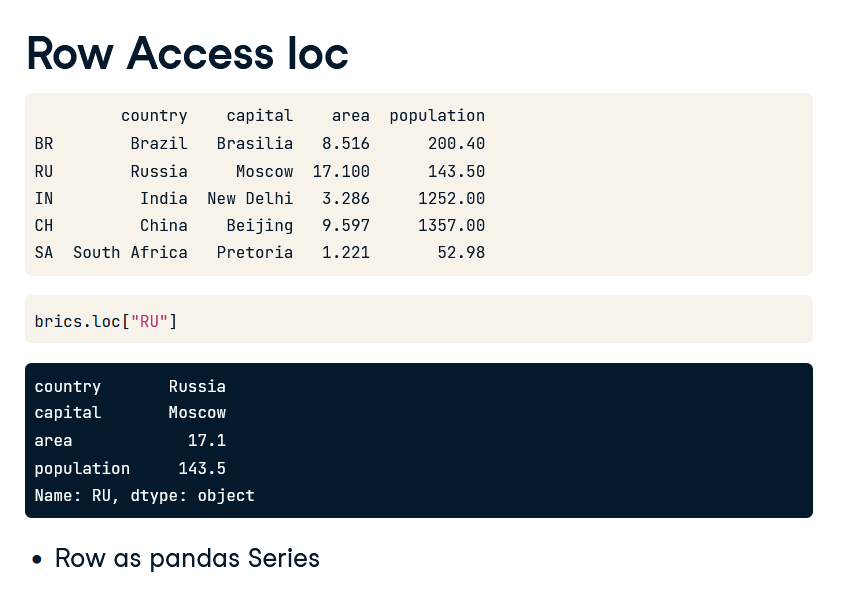 Row Access loc
         country    capital    area  population
BR        Brazil   Brasilia   8.516      200.40
RU        Russia     Moscow  17.100      143.50
IN         India  New Delhi   3.286     1252.00
CH         China    Beijing   9.597     1357.00
SA  South Africa   Pretoria   1.221       52.98
brics.loc["RU"]
country       Russia
capital       Moscow
area            17.1
population     143.5
Name: RU, dtype: object
• Row as pandas Series